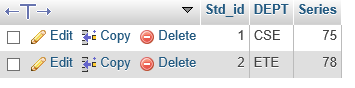 Std_id DEPT Series
Edit Copy Delete 1 CSE 75
Edit Copy Delete 2 ETE 78